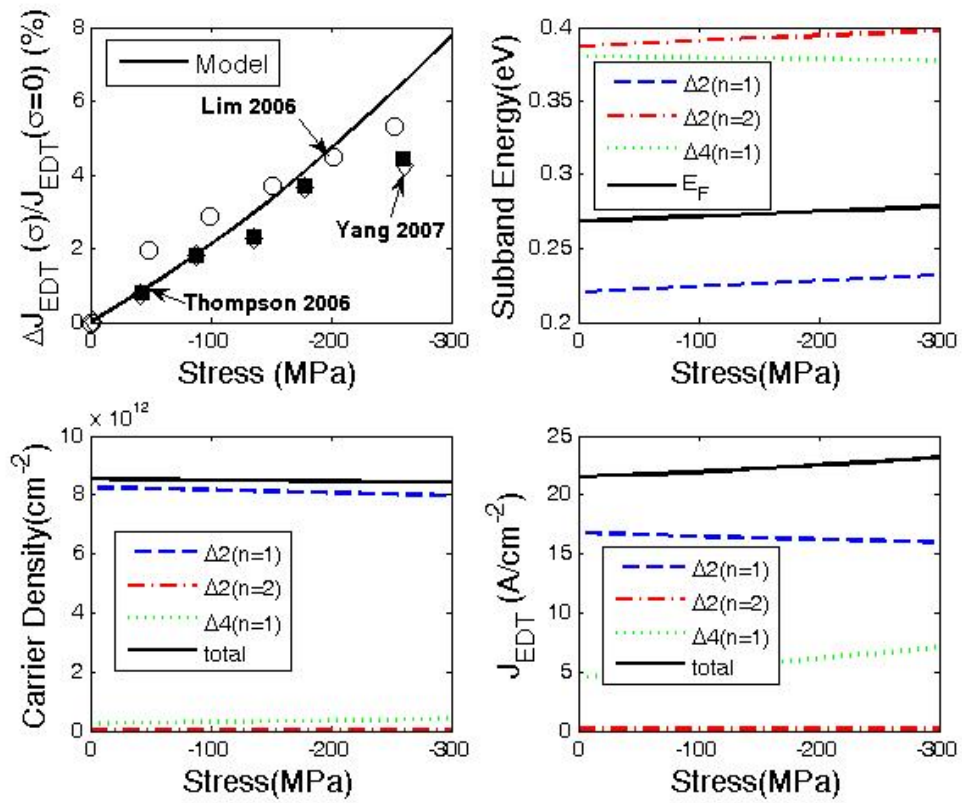 ΔJEDT (σ)/JEDT(σ=0) (%)
8
6
4
2
0
Model
Lim 2006
Yang 2007
Thompson 2006
0 -100 -200 -300
Stress (MPa)
Subband Energy(eV)
0.4
0.35
0.3
0.25
0.2
Δ2(n=1)
Δ2(n=2)
Δ4(n=1)
E_F
0 -100 -200 -300
Stress(MPa)
Carrier Density(cm⁻²)
x 10¹²
10
8
6
4
2
0
Δ2(n=1)
Δ2(n=2)
Δ4(n=1)
total
0 -100 -200 -300
Stress(MPa)
J_EDT (A/cm⁻²)
25
20
15
10
5
0
Δ2(n=1)
Δ2(n=2)
Δ4(n=1)
total
0 -100 -200 -300
Stress(MPa)